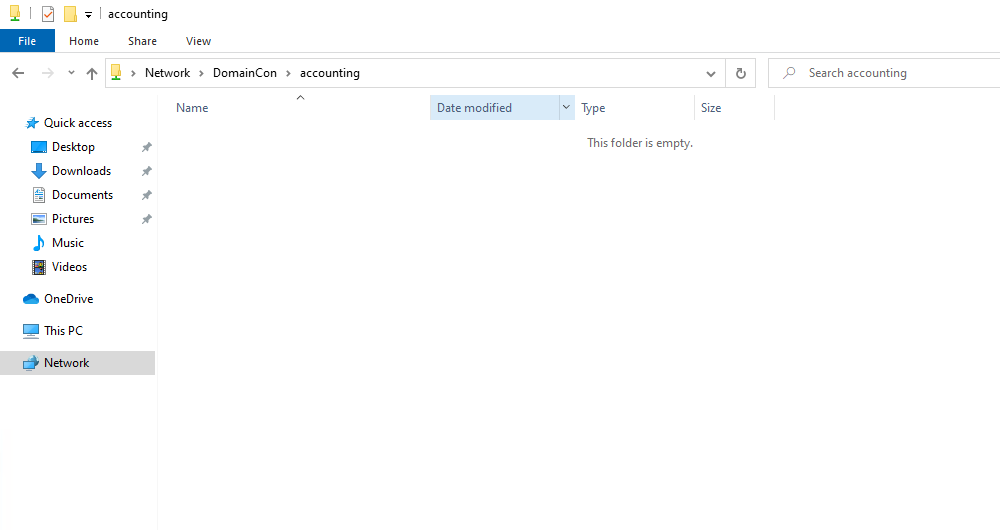 accounting
File Home Share View
Network DomainCon accounting
Search accounting
Name Date modified Type Size
This folder is empty.
Quick access
Desktop
Downloads
Documents
Pictures
Music
Videos
OneDrive
This PC
Network